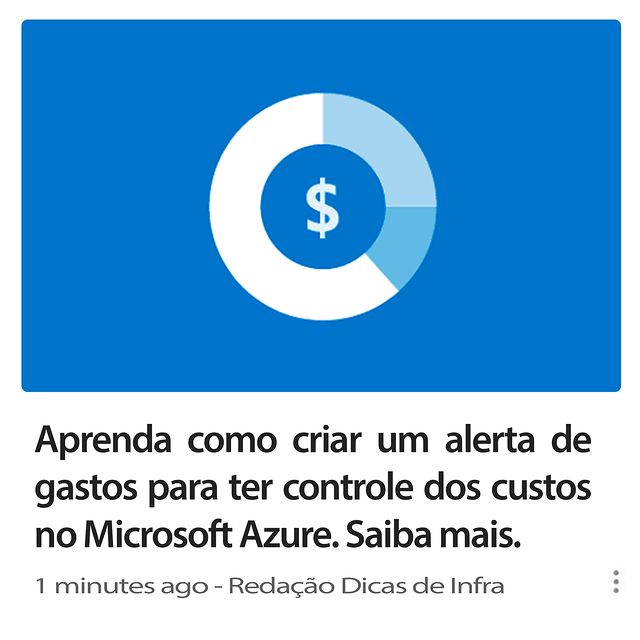 $
Aprenda como criar um alerta de
gastos para ter controle dos custos
no Microsoft Azure. Saiba mais.
1 minutes ago - Redação Dicas de Infra